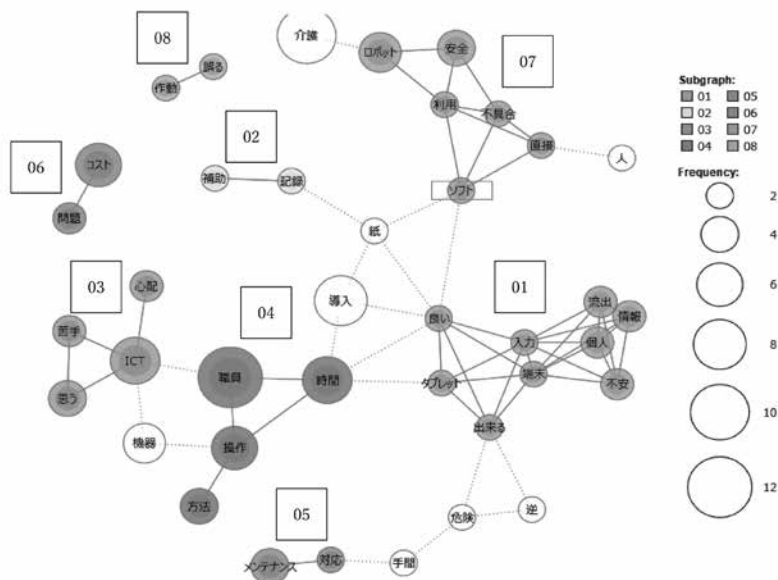 介護
ロボット
安全
07
利用
不具合
直接
人
ソフト
08
誤る
作動
02
補助
記録
紙
06
コスト
問題
03
心配
苦手
ICT
思う
機器
04
導入
職員
時間
操作
方法
01
良い
入力
流出
情報
個人
端末
不安
タブレット
出来る
逆
危険
手間
05
対応
メンテナンス
Subgraph:
01 05
02 06
03 07
04 08
Frequency:
2
4
6
8
10
12